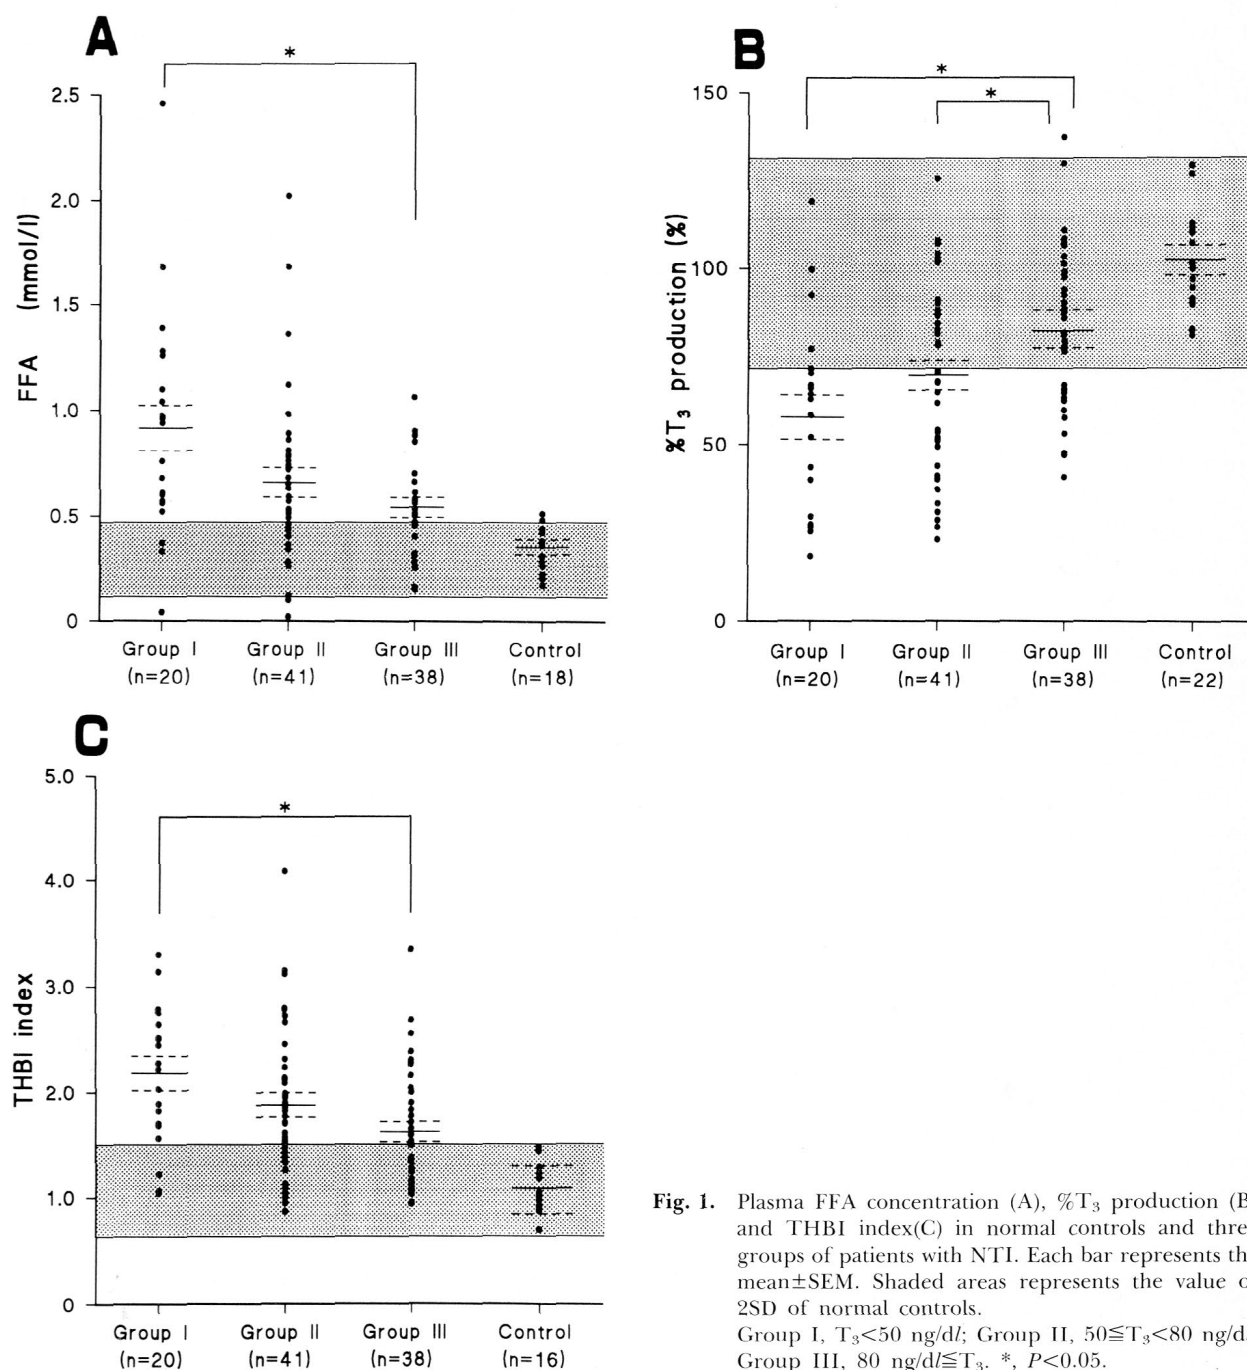 A
*
2.5
2.0
1.5
1.0
0.5
0
FFA (mmol/l)
Group I Group II Group III Control
(n=20) (n=41) (n=38) (n=18)
B
*
*
150
100
50
0
%T₃ production (%)
Group I Group II Group III Control
(n=20) (n=41) (n=38) (n=22)
C
*
5.0
4.0
3.0
2.0
1.0
0
THBI index
Group I Group II Group III Control
(n=20) (n=41) (n=38) (n=16)
Fig. 1. Plasma FFA concentration (A), %T₃ production (B
and THBI index(C) in normal controls and thre
groups of patients with NTI. Each bar represents th
mean±SEM. Shaded areas represents the value o
2SD of normal controls.
Group I, T₃<50 ng/dl; Group II, 50≦T₃<80 ng/d
Group III, 80 ng/dl≦T₃. *, P<0.05.